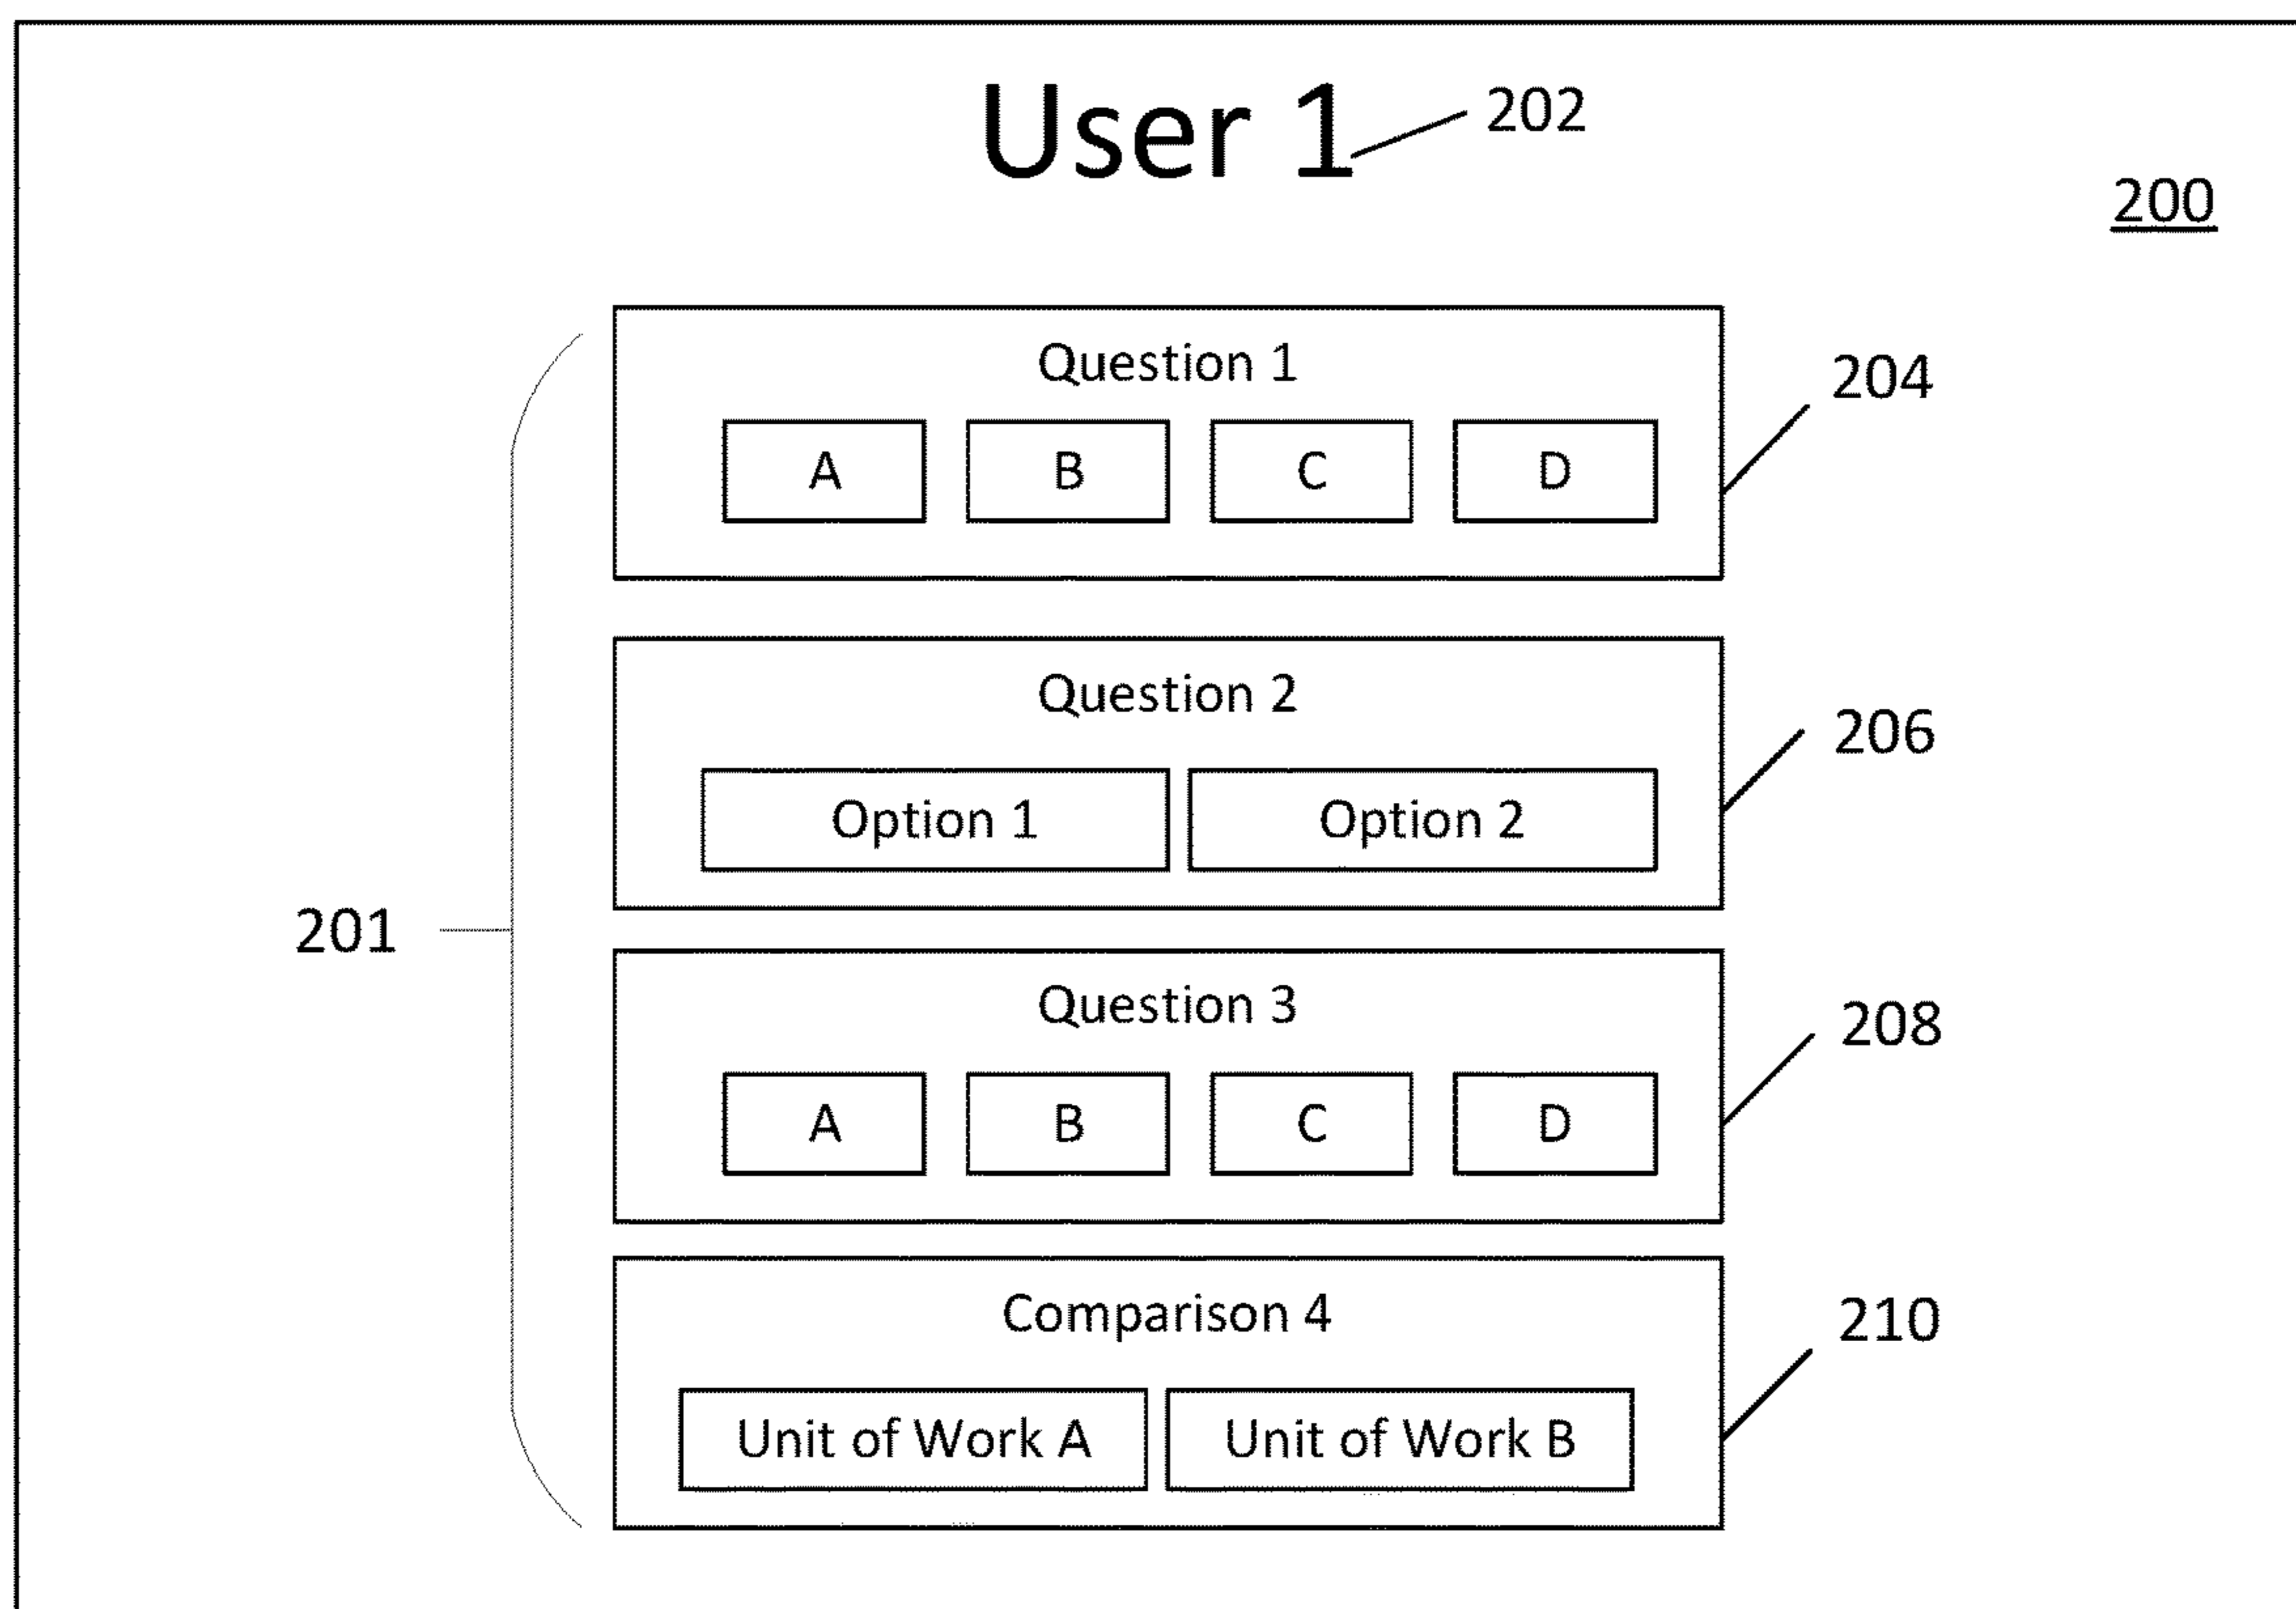 User 1 202
200
Question 1
204
A B C D
Question 2
206
Option 1 Option 2
201
Question 3
208
A B C D
Comparison 4
210
Unit of Work A Unit of Work B